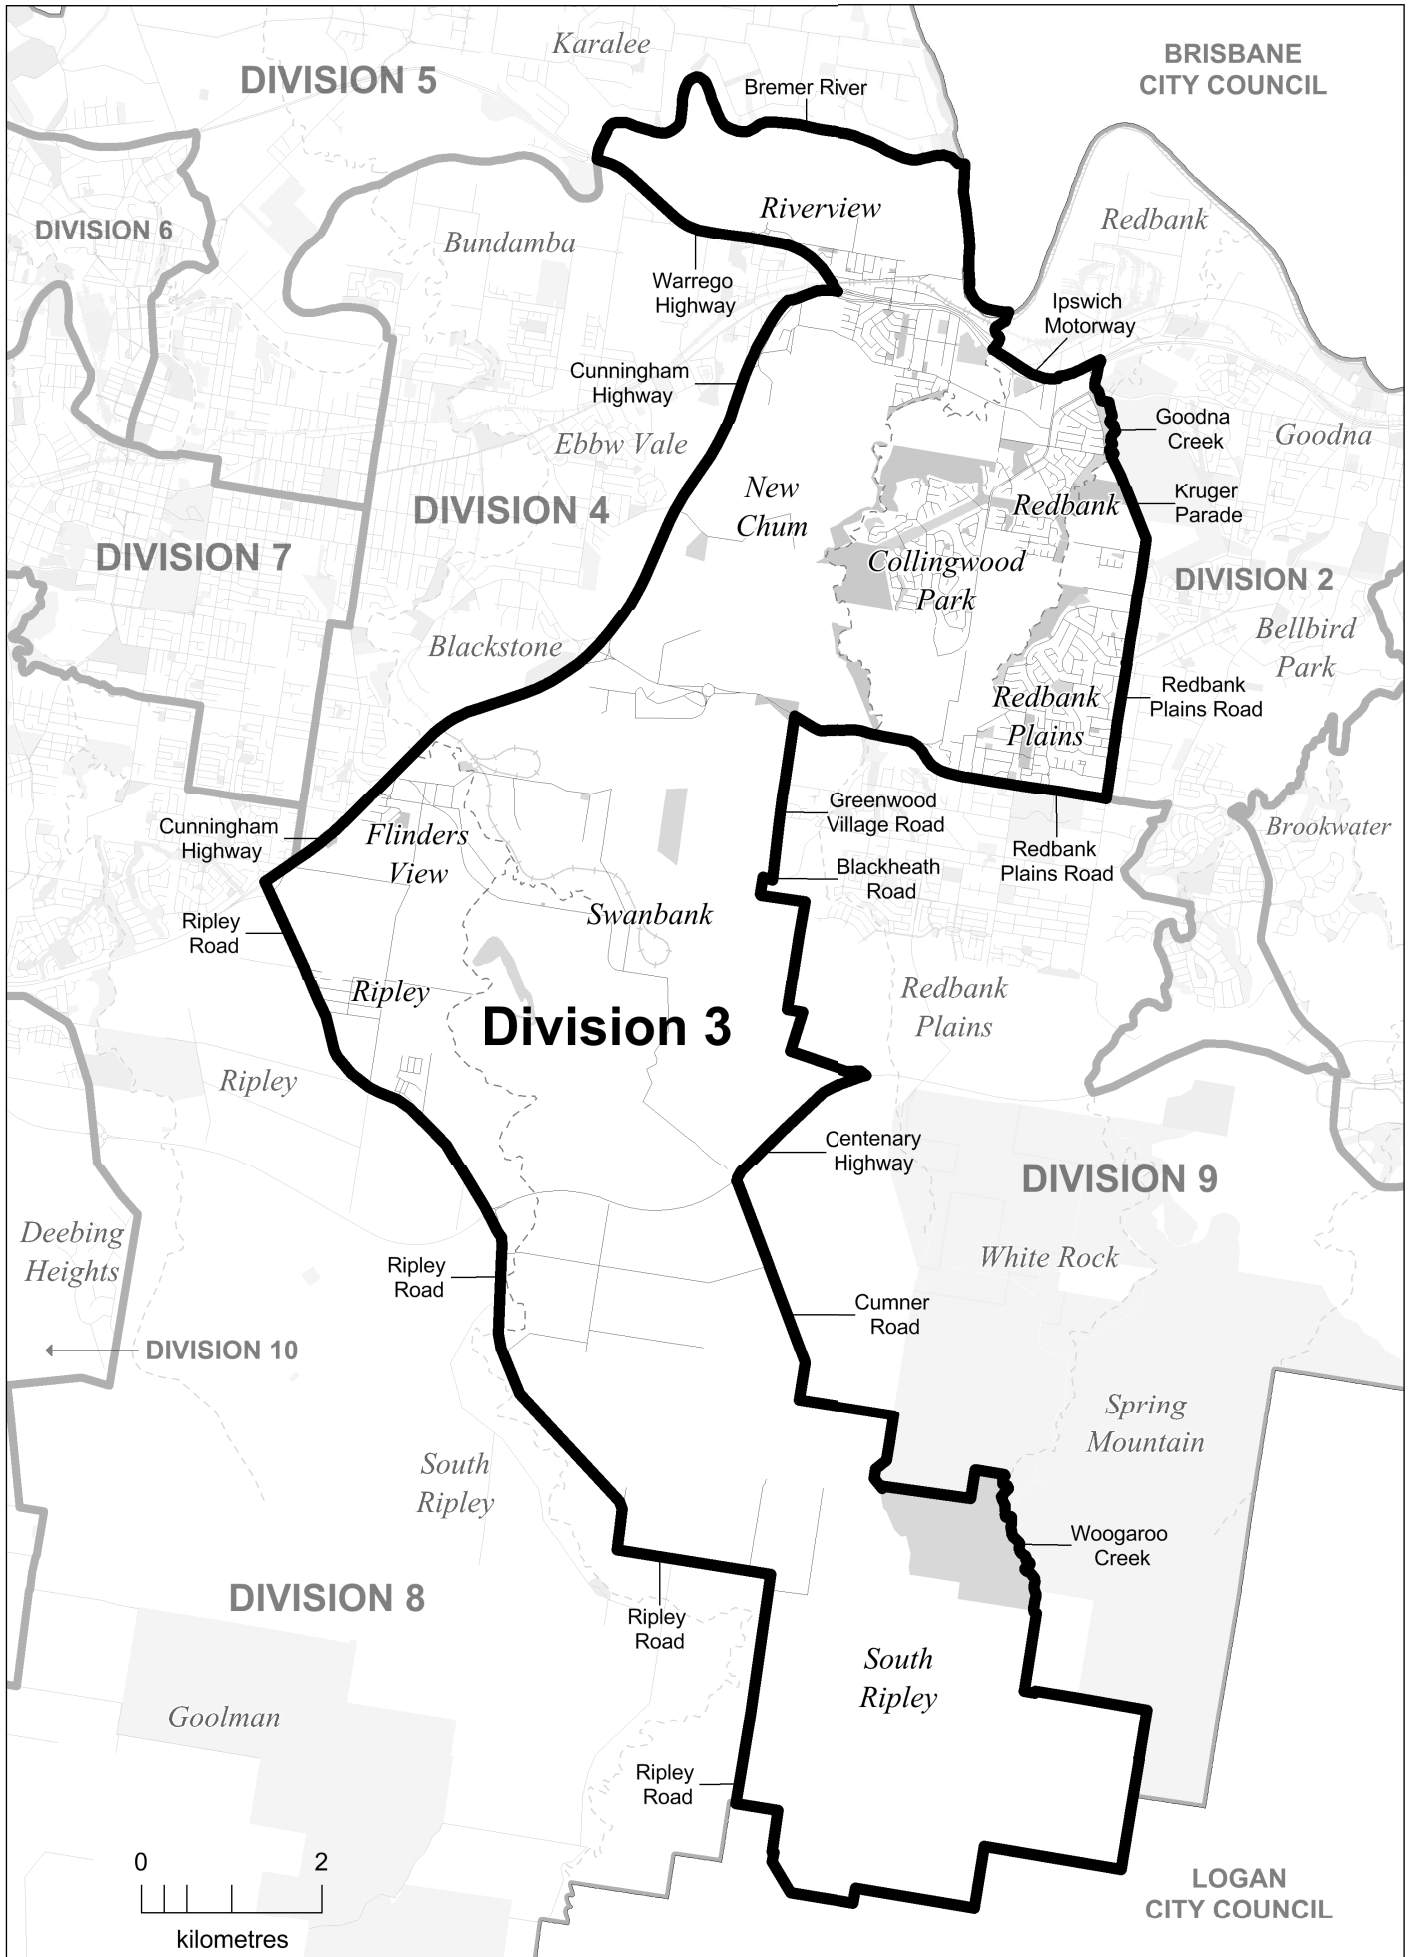 Karalee
BRISBANE
CITY COUNCIL
DIVISION 5
Bremer River
Riverview
Redbank
DIVISION 6
Bundamba
Warrego
Highway
Ipswich
Motorway
Cunningham
Highway
Goodna
Creek
Goodna
Ebbw Vale
New
Chum
Redbank
Kruger
Parade
DIVISION 4
DIVISION 7
Collingwood
Park
DIVISION 2
Bellbird
Park
Blackstone
Redbank
Plains
Redbank
Plains Road
Greenwood
Village Road
Cunningham
Highway
Flinders
View
Brookwater
Redbank
Plains Road
Blackheath
Road
Ripley
Road
Swanbank
Ripley
Redbank
Plains
Division 3
Ripley
Centenary
Highway
DIVISION 9
Deebing
Heights
White Rock
Ripley
Road
Cumner
Road
DIVISION 10
Spring
Mountain
South
Ripley
Woogaroo
Creek
DIVISION 8
Ripley
Road
South
Ripley
Goolman
Ripley
Road
0 2
kilometres
LOGAN
CITY COUNCIL